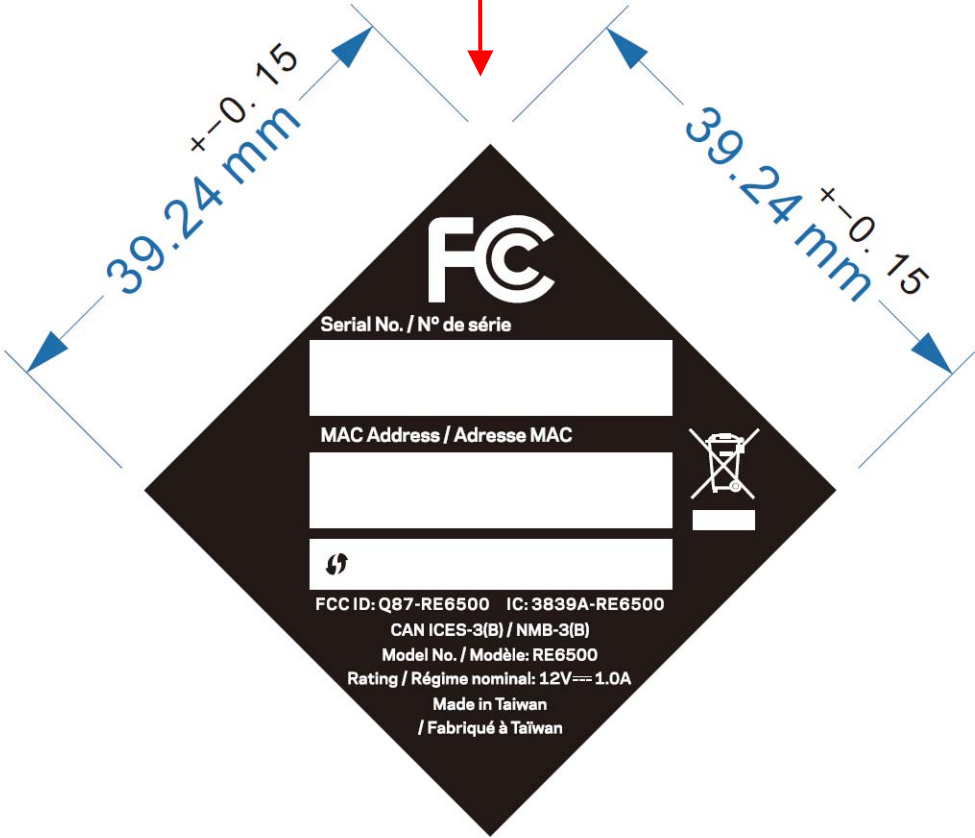 +-0. 15
39.24 mm
39.24 mm
+-0. 15
FC
Serial No. / Nº de série
MAC Address / Adresse MAC
FCC ID: Q87-RE6500 IC: 3839A-RE6500
CAN ICES-3(B) / NMB-3(B)
Model No. / Modèle: RE6500
Rating / Régime nominal: 12V⎓ 1.0A
Made in Taiwan
/ Fabriqué à Taïwan